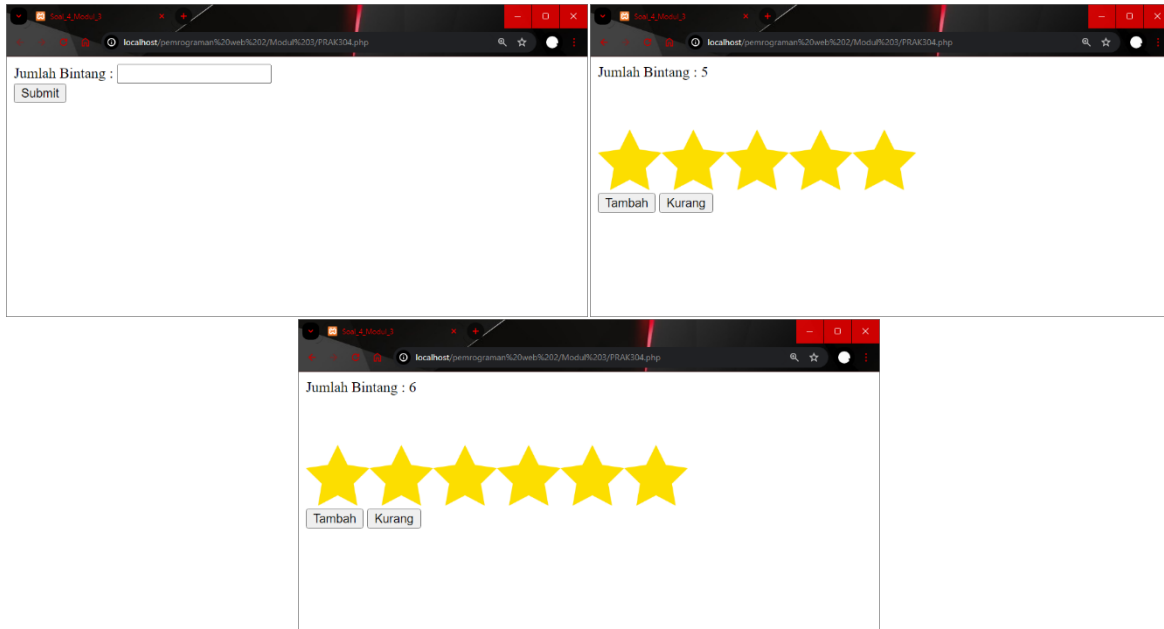 Soal_4_Modul_3
localhost/pemrograman%20web%202/Modul%203/PRAK304.php
Jumlah Bintang :
Submit
Soal_4_Modul_3
localhost/pemrograman%20web%202/Modul%203/PRAK304.php
Jumlah Bintang : 5
Tambah Kurang
Soal_4_Modul_3
localhost/pemrograman%20web%202/Modul%203/PRAK304.php
Jumlah Bintang : 6
Tambah Kurang